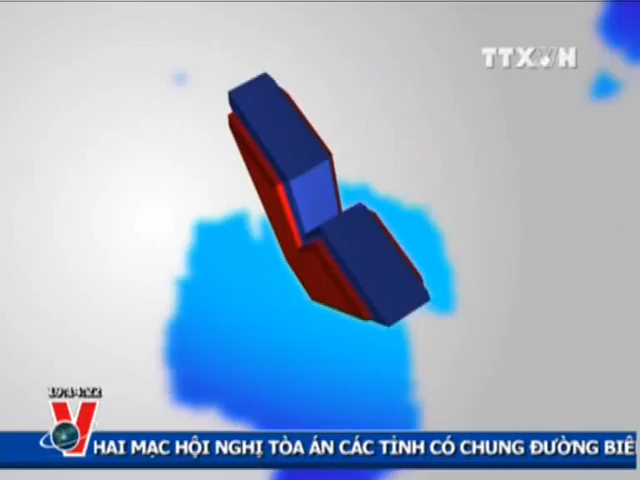 TTXVN
HAI MẠC HỘI NGHỊ TÒA ÁN CÁC TỈNH CÓ CHUNG ĐƯỜNG BIÊ